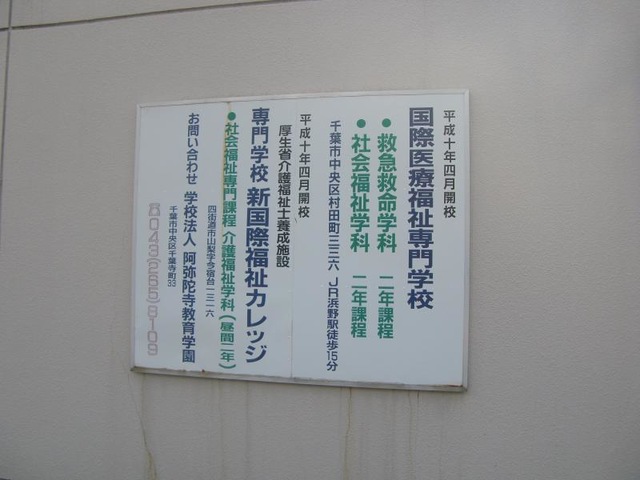 平成十年四月開校
国際医療福祉専門学校
●救急救命学科 二年課程
●社会福祉学科 二年課程
千葉市中央区村田町三三六 JR浜野駅徒歩15分
平成十年四月開校
厚生省介護福祉士養成施設
専門学校 新国際福祉カレッジ
●社会福祉専門課程 介護福祉学科(昼間二年)
四街道市山梨字今宿台一三一六
お問い合わせ 学校法人 阿弥陀寺教育学園
千葉市中央区千葉寺町33
☎043(265)8109